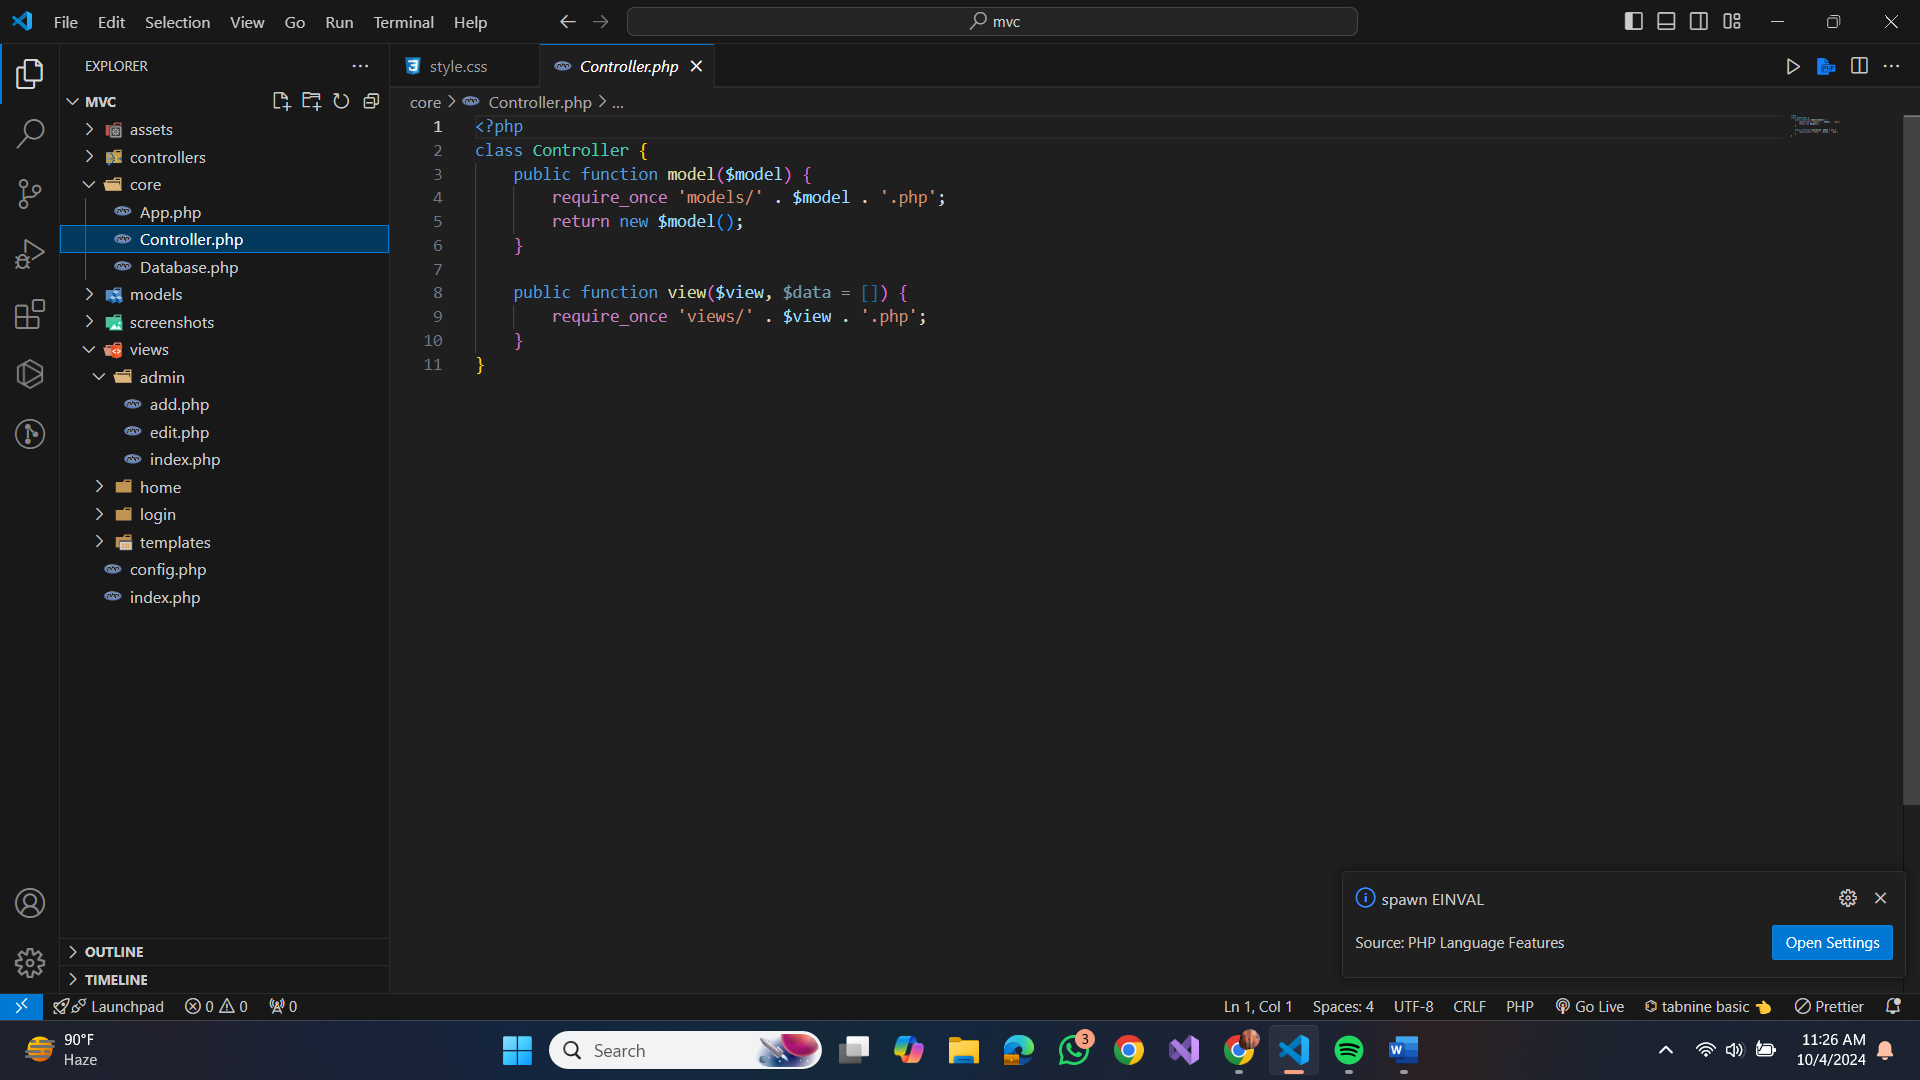 File Edit Selection View Go Run Terminal Help
mvc
EXPLORER
MVC
assets
controllers
core
App.php
Controller.php
Database.php
models
screenshots
views
admin
add.php
edit.php
index.php
home
login
templates
config.php
index.php
OUTLINE
TIMELINE
style.css
Controller.php
core > Controller.php > ...
1 <?php
2 class Controller {
3 public function model($model) {
4 require_once 'models/' . $model . '.php';
5 return new $model();
6 }
7
8 public function view($view, $data = []) {
9 require_once 'views/' . $view . '.php';
10 }
11 }
spawn EINVAL
Source: PHP Language Features
Open Settings
Launchpad 0 0 0
Ln 1, Col 1 Spaces: 4 UTF-8 CRLF PHP Go Live tabnine basic Prettier
90°F
Haze
Search
3
11:26 AM
10/4/2024